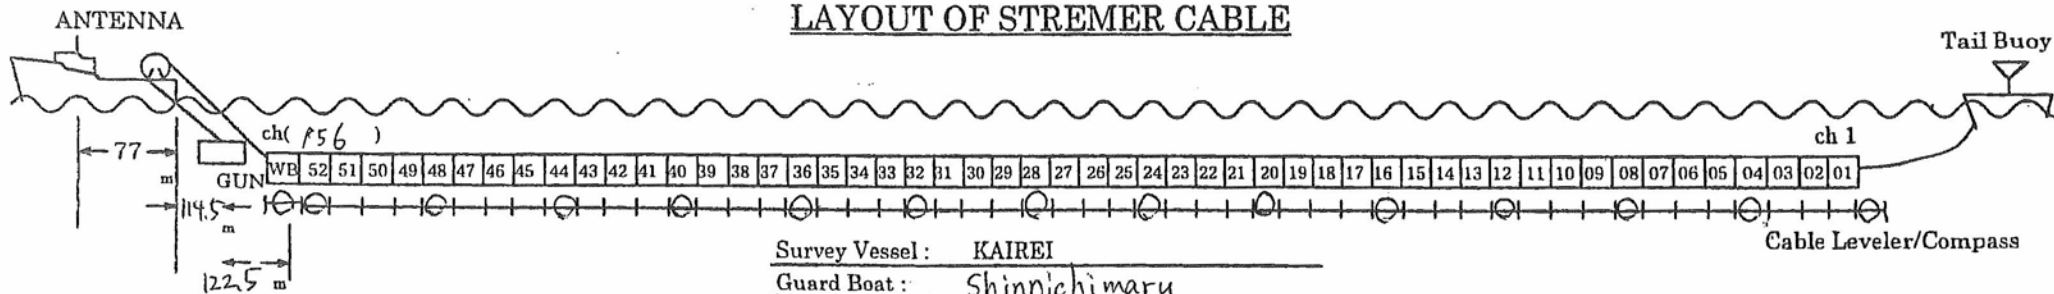 LAYOUT OF STREMER CABLE
ANTENNA
Tail Buoy
ch( 156 )
ch 1
77
m
GUN
WB 52 51 50 49 48 47 46 45 44 43 42 41 40 39 38 37 36 35 34 33 32 31 30 29 28 27 26 25 24 23 22 21 20 19 18 17 16 15 14 13 12 11 10 09 08 07 06 05 04 03 02 01
114.5
m
Cable Leveler/Compass
122.5 m
Survey Vessel : KAIREI
Guard Boat : Shinnichimaru